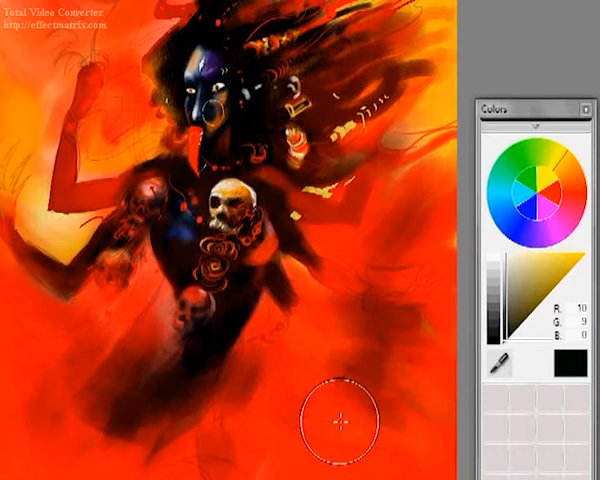 Total Video Converter
http://effectmatrix.com
Colors
R: 10
G: 9
B: 0